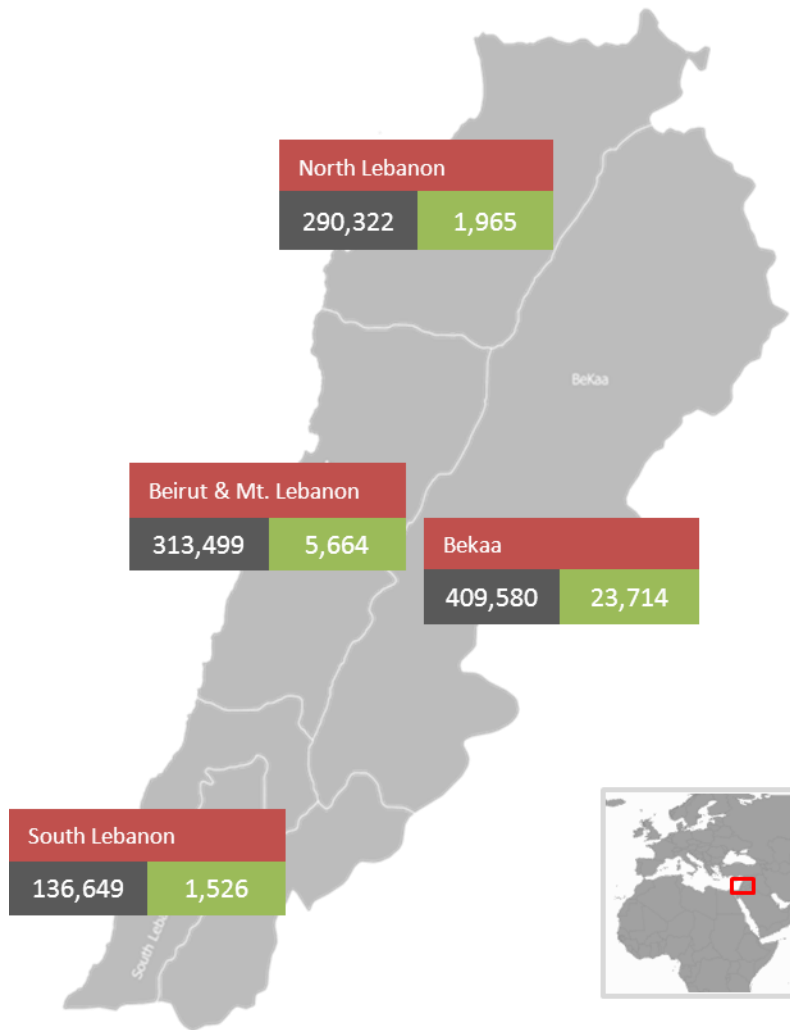 North Lebanon
290,322 1,965
BeKaa
Beirut & Mt. Lebanon
313,499 5,664
Bekaa
409,580 23,714
South Lebanon
136,649 1,526
South